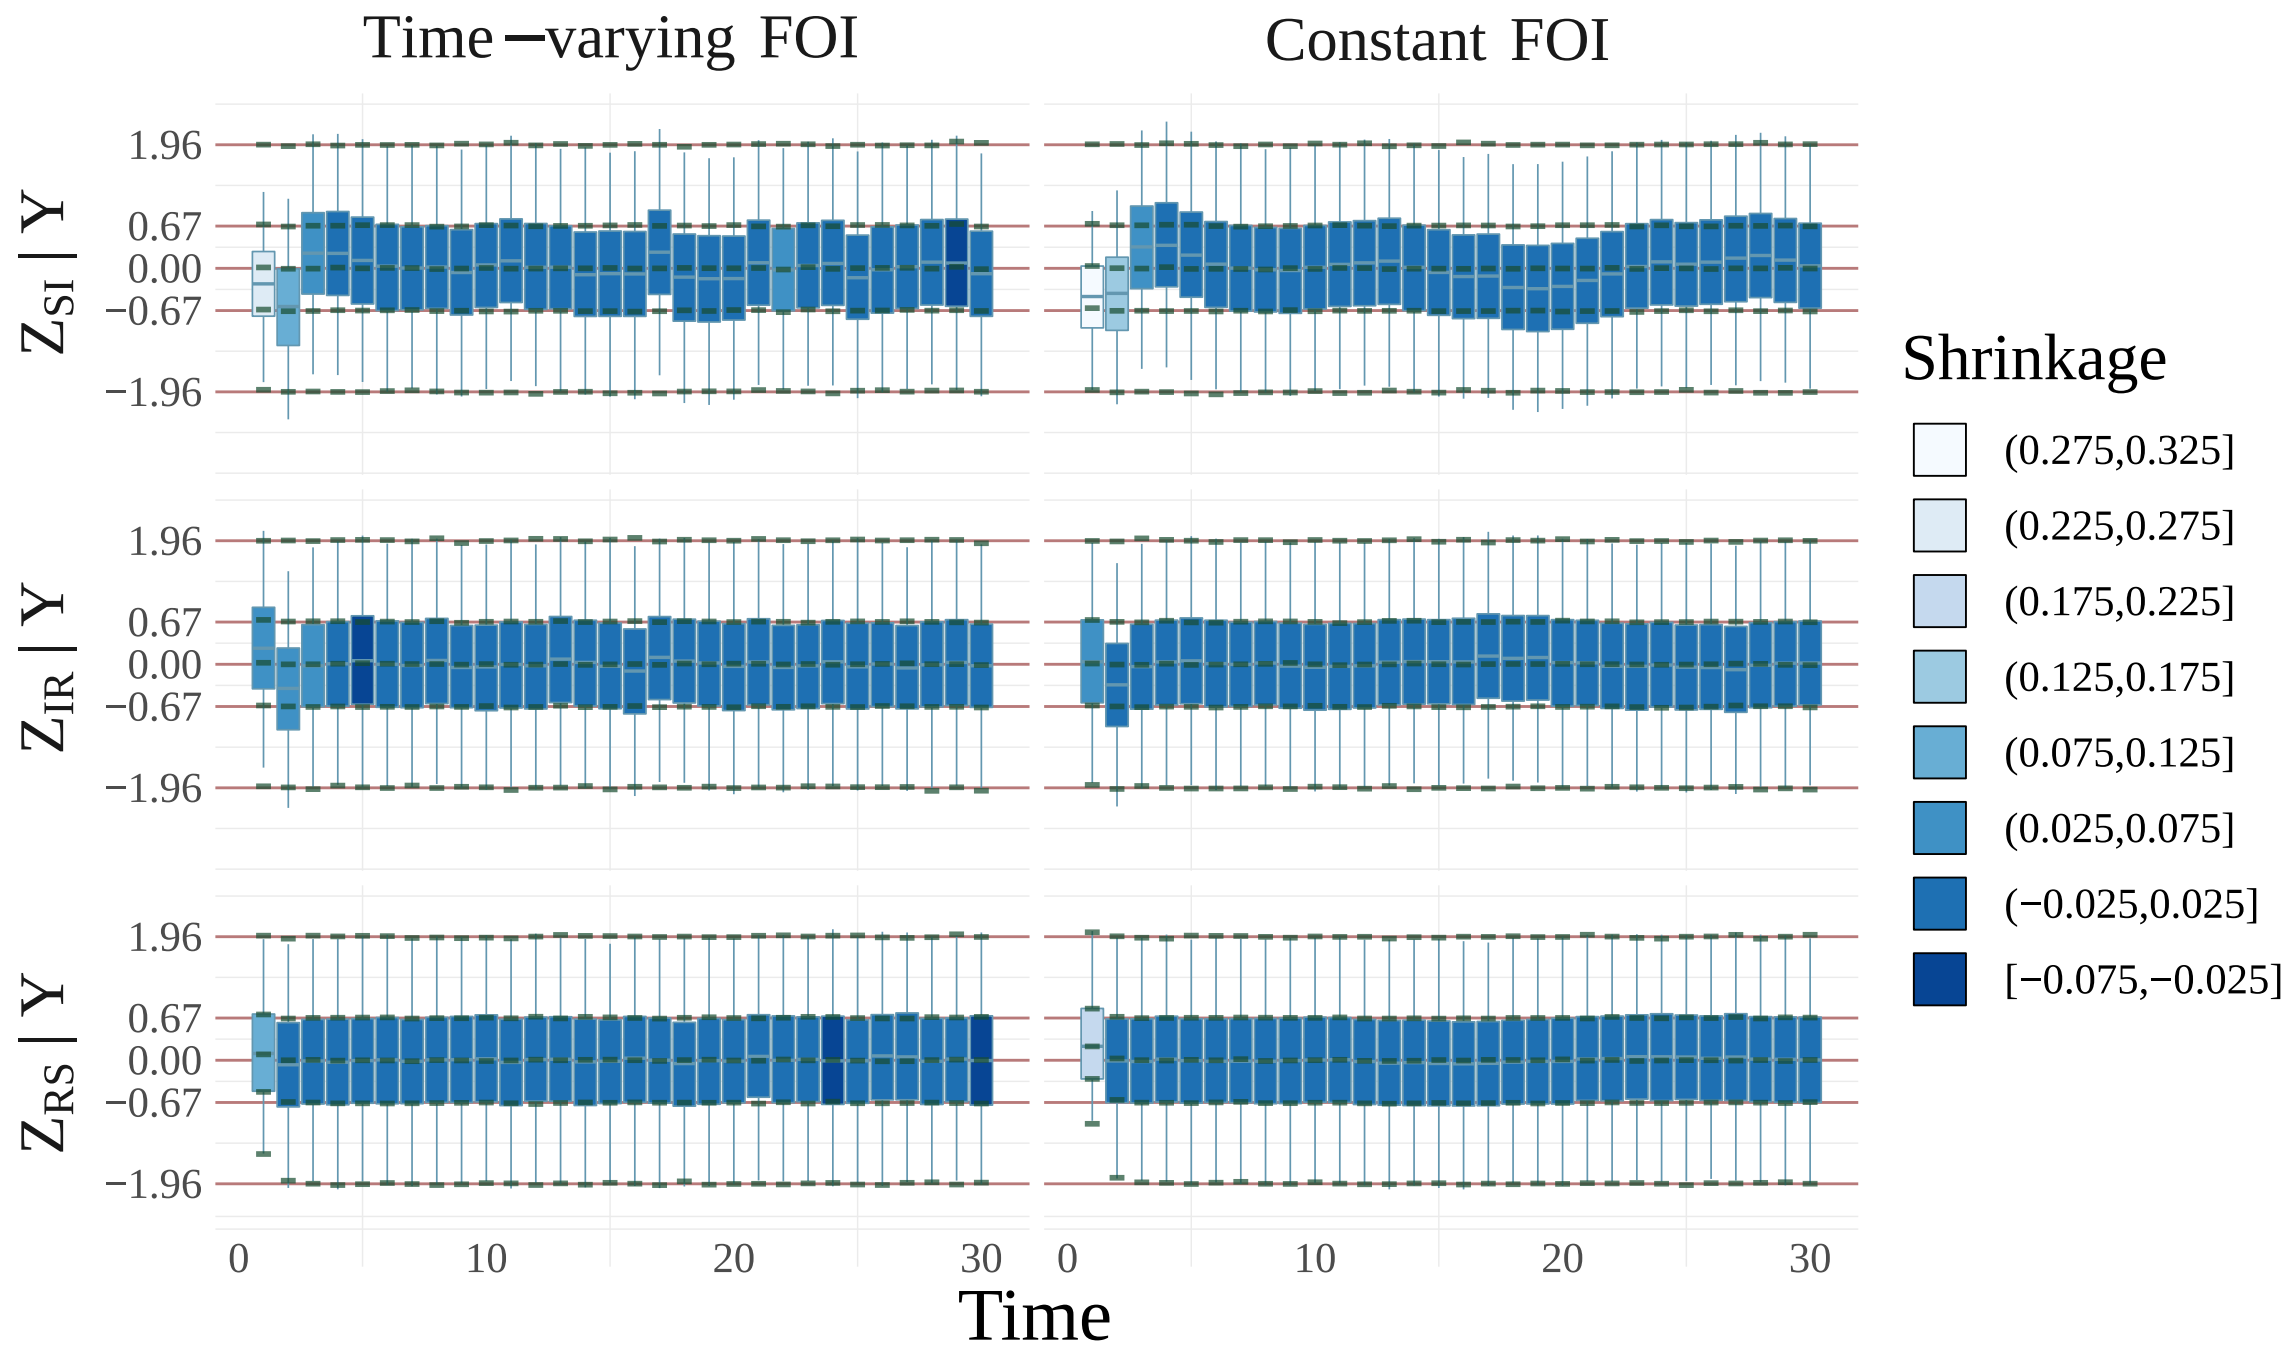 Time−varying FOI
Constant FOI
Z_SI | Y
1.96
0.67
0.00
−0.67
−1.96
Z_IR | Y
1.96
0.67
0.00
−0.67
−1.96
Z_RS | Y
1.96
0.67
0.00
−0.67
−1.96
0 10 20 30
0 10 20 30
Time
Shrinkage
(0.275,0.325]
(0.225,0.275]
(0.175,0.225]
(0.125,0.175]
(0.075,0.125]
(0.025,0.075]
(−0.025,0.025]
[−0.075,−0.025]